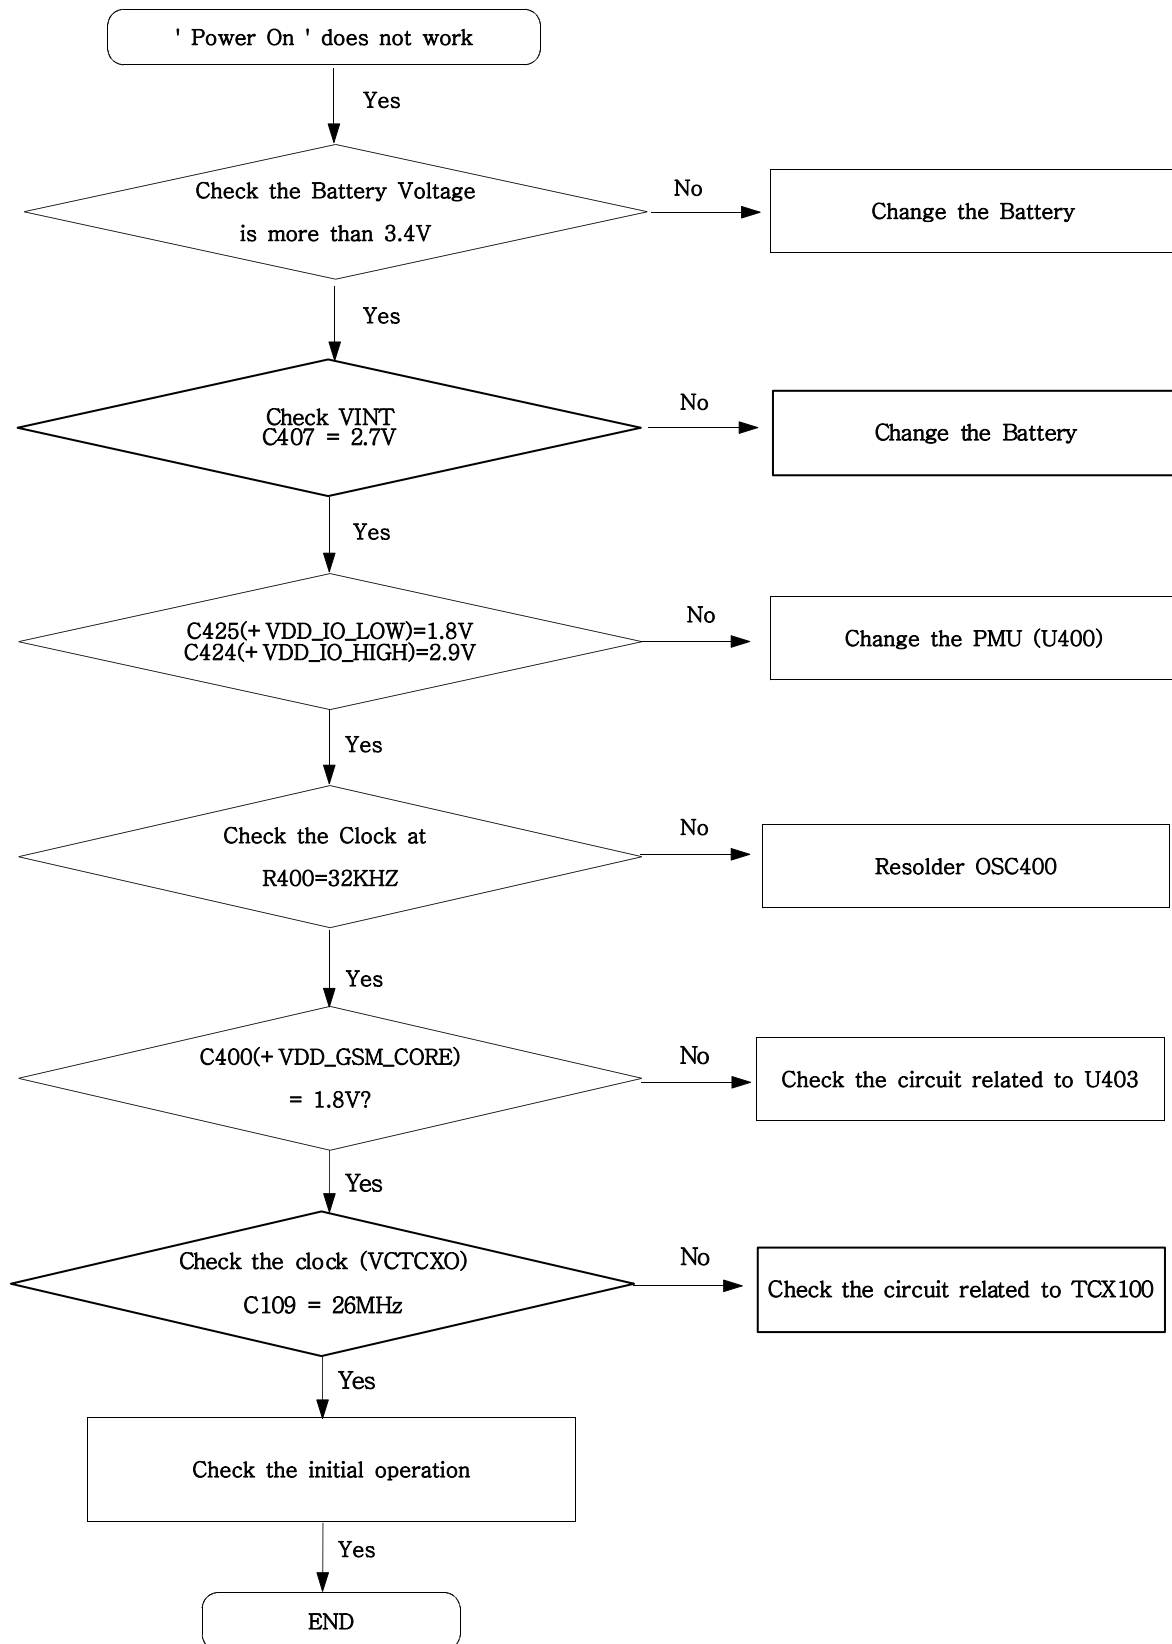 ' Power On ' does not work
Yes
Check the Battery Voltage
is more than 3.4V
No
Change the Battery
Yes
Check VINT
C407 = 2.7V
No
Change the Battery
Yes
C425(+VDD_IO_LOW)=1.8V
C424(+VDD_IO_HIGH)=2.9V
No
Change the PMU (U400)
Yes
Check the Clock at
R400=32KHZ
No
Resolder OSC400
Yes
C400(+VDD_GSM_CORE)
= 1.8V?
No
Check the circuit related to U403
Yes
Check the clock (VCTCXO)
C109 = 26MHz
No
Check the circuit related to TCX100
Yes
Check the initial operation
Yes
END